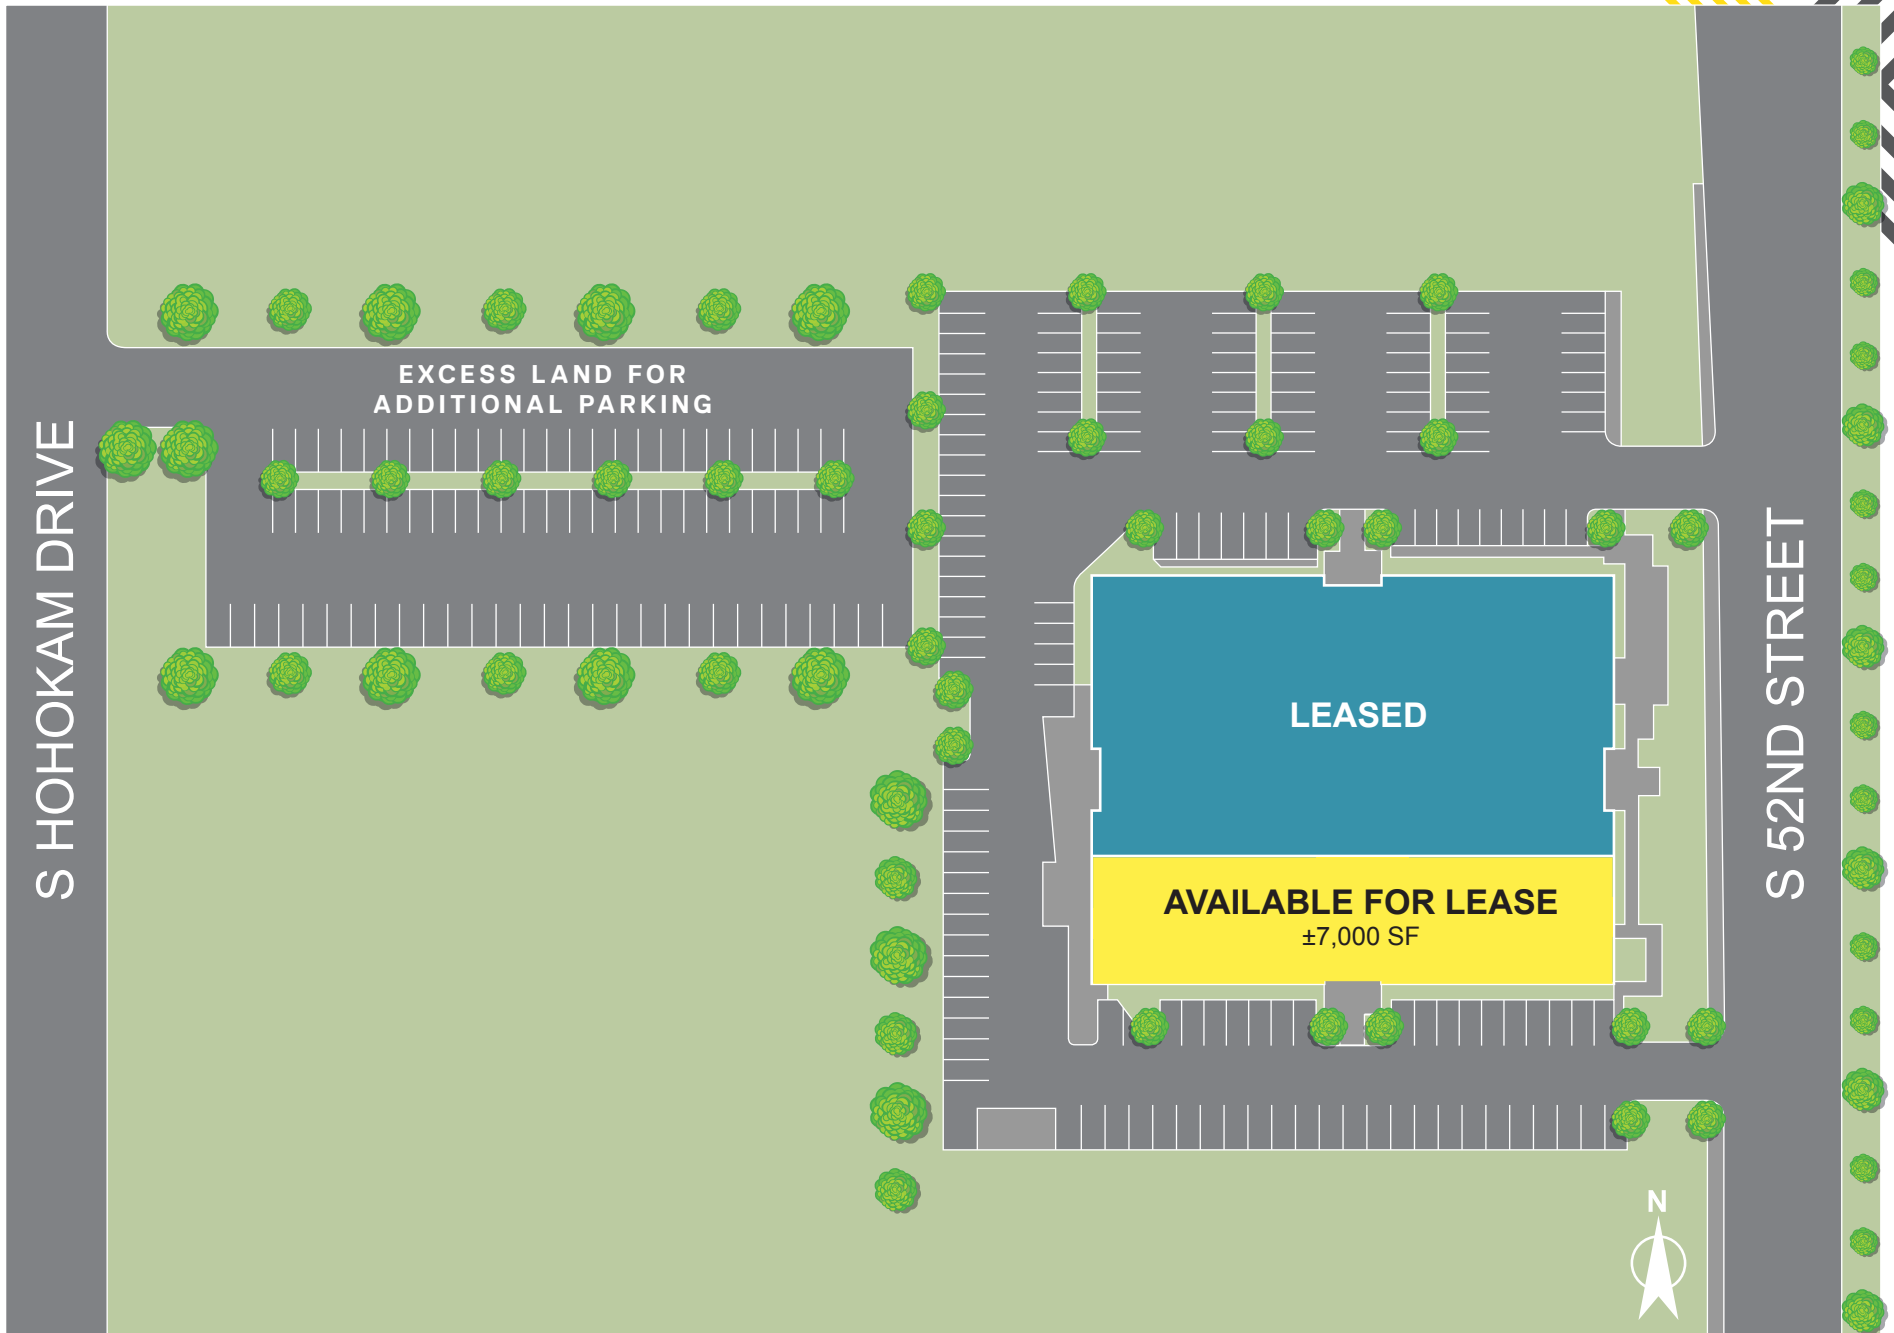 EXCESS LAND FOR
ADDITIONAL PARKING
S HOHOKAM DRIVE
S 52ND STREET
LEASED
AVAILABLE FOR LEASE
±7,000 SF
N